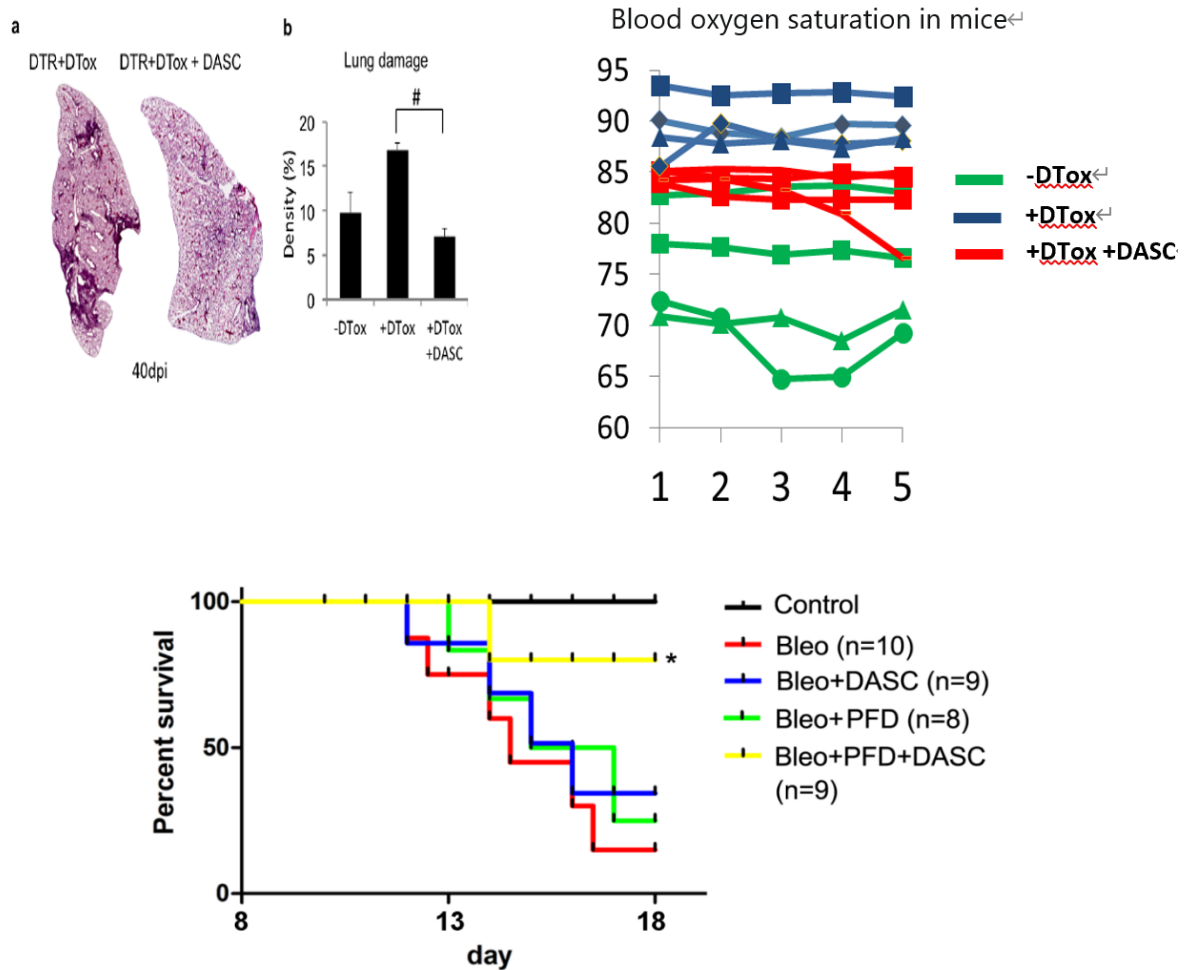 a
DTR+DTox
DTR+DTox + DASC
40dpi
b
Lung damage
#
Density (%)
20
15
10
5
0
-DTox
+DTox
+DTox
+DASC
Blood oxygen saturation in mice↵
95
90
85
80
75
70
65
60
1 2 3 4 5
-DTox↵
+DTox↵
+DTox +DASC
Percent survival
100
50
0
8 13 18
day
*
Control
Bleo (n=10)
Bleo+DASC (n=9)
Bleo+PFD (n=8)
Bleo+PFD+DASC
(n=9)